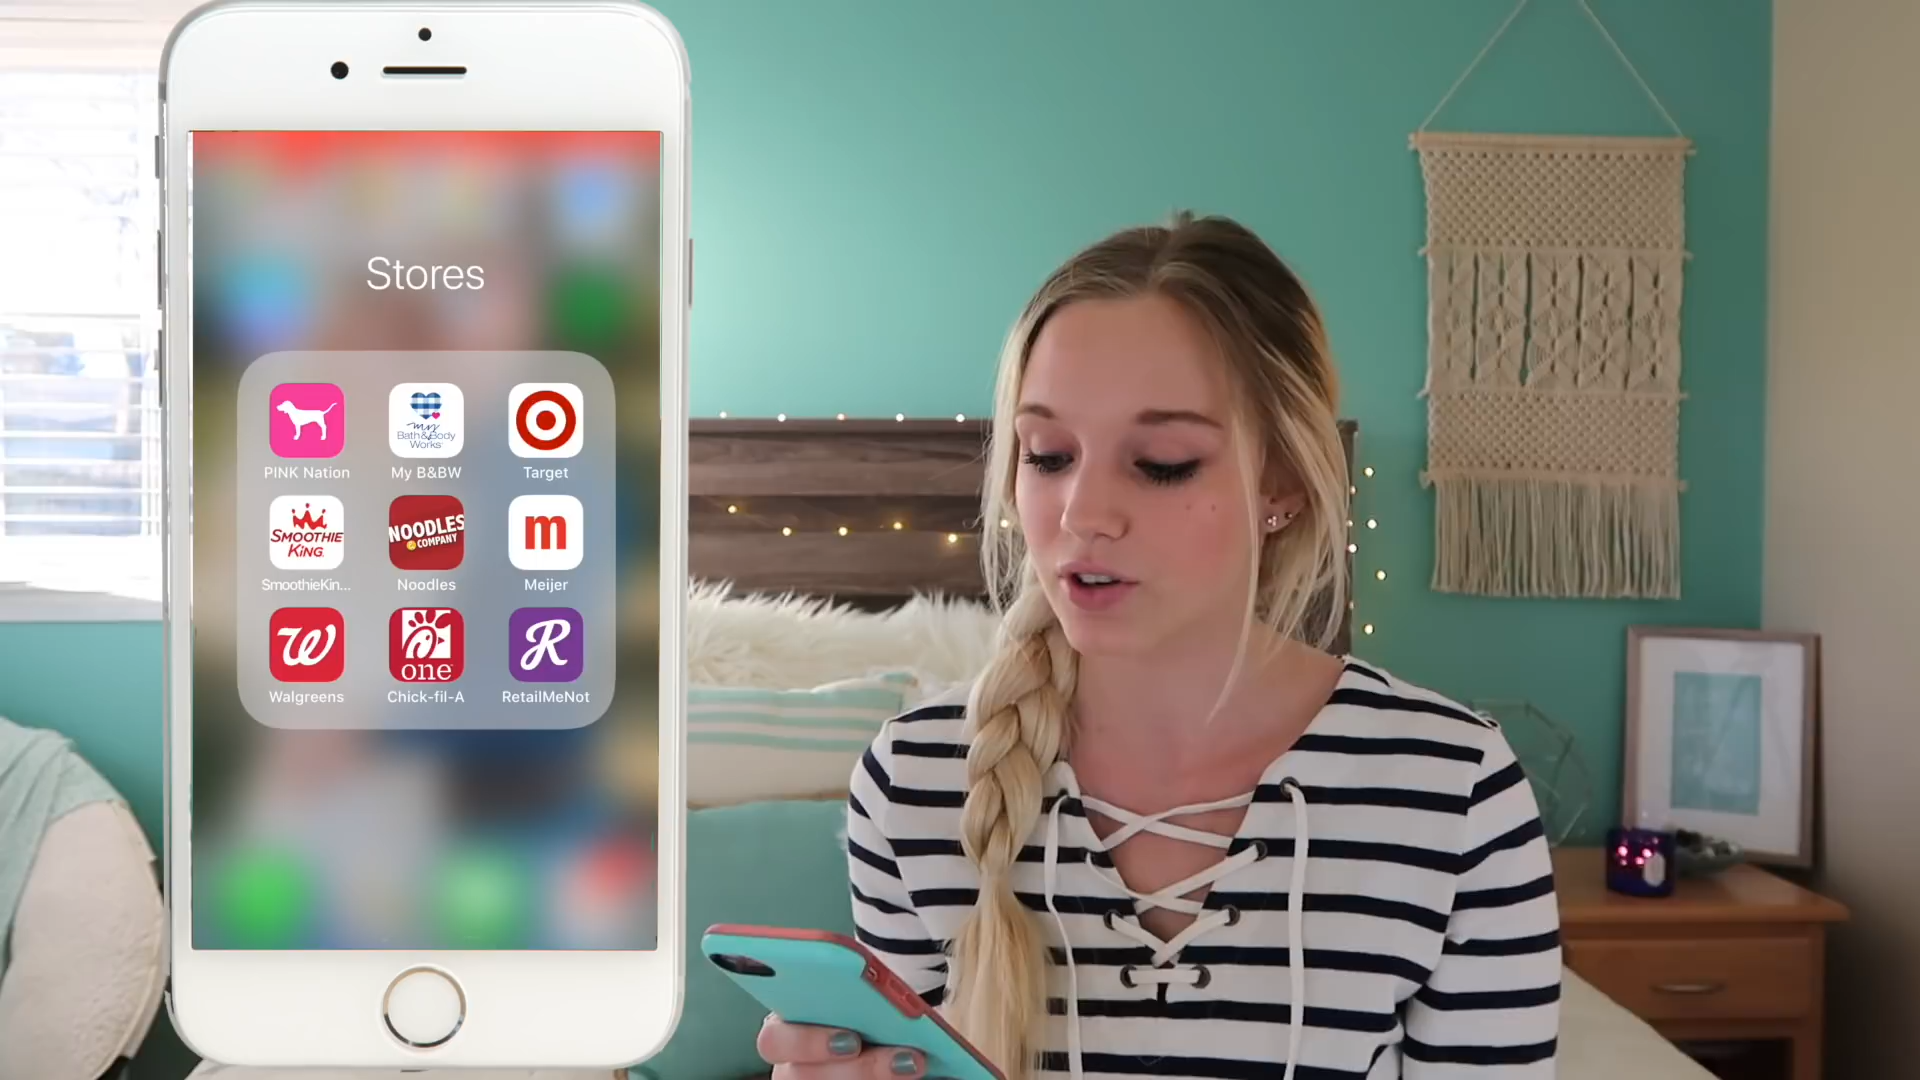 Stores
my
Bath & Body
Works
PINK Nation
My B&BW
Target
SMOOTHIE
KING
NOODLES
& COMPANY
m
SmoothieKin...
Noodles
Meijer
W
one
R
Walgreens
Chick-fil-A
RetailMeNot